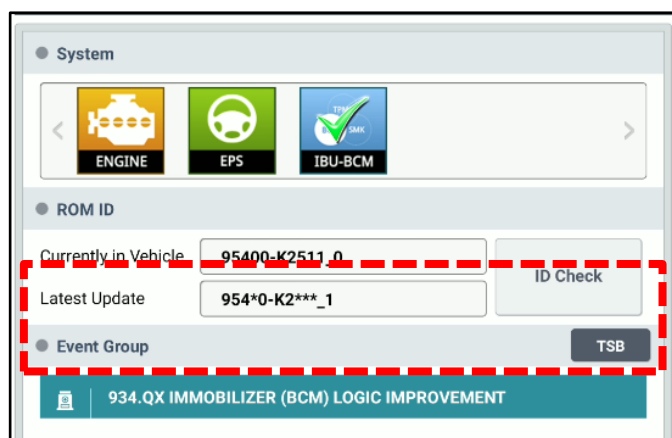 System
TPM
B
SMK
ENGINE
EPS
IBU-BCM
ROM ID
Currently in Vehicle
95400-K2511_0
ID Check
Latest Update
954*0-K2***_1
Event Group
TSB
934.QX IMMOBILIZER (BCM) LOGIC IMPROVEMENT